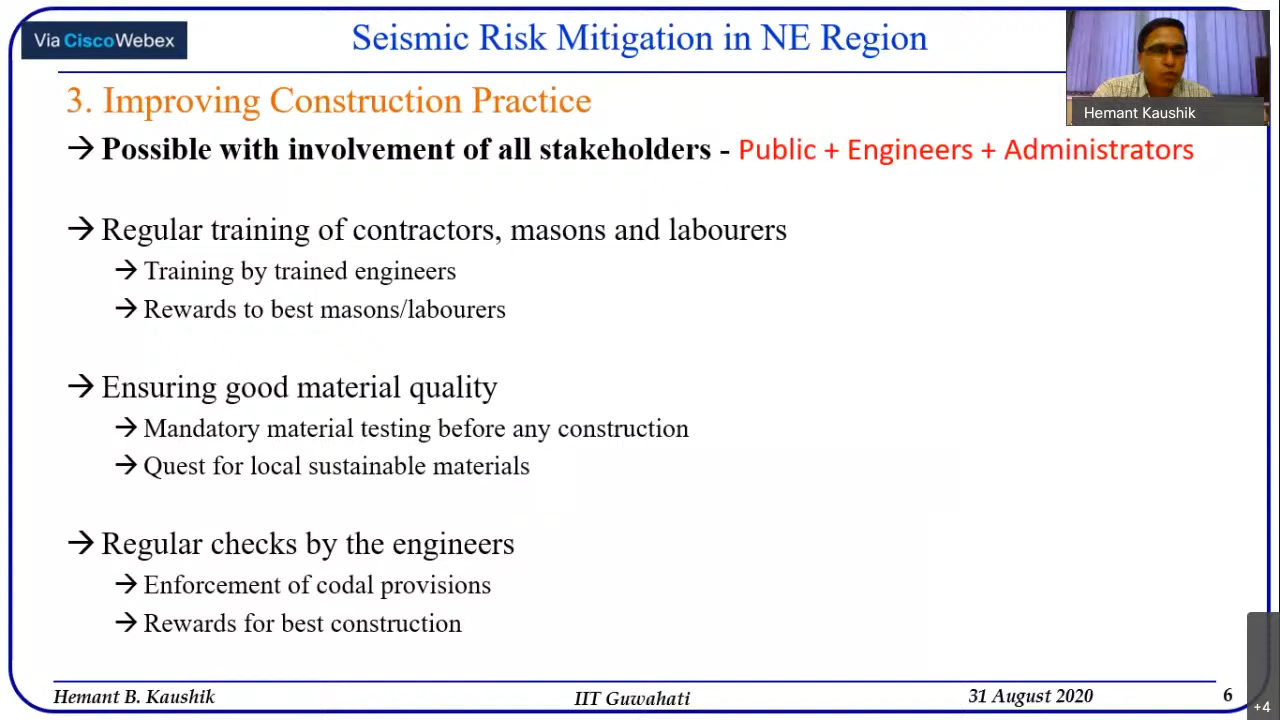 Via Cisco Webex
Seismic Risk Mitigation in NE Region
Hemant Kaushik
3. Improving Construction Practice
→ Possible with involvement of all stakeholders - Public + Engineers + Administrators
→ Regular training of contractors, masons and labourers
→ Training by trained engineers
→ Rewards to best masons/labourers
→ Ensuring good material quality
→ Mandatory material testing before any construction
→ Quest for local sustainable materials
→ Regular checks by the engineers
→ Enforcement of codal provisions
→ Rewards for best construction
Hemant B. Kaushik IIT Guwahati 31 August 2020 6
+4